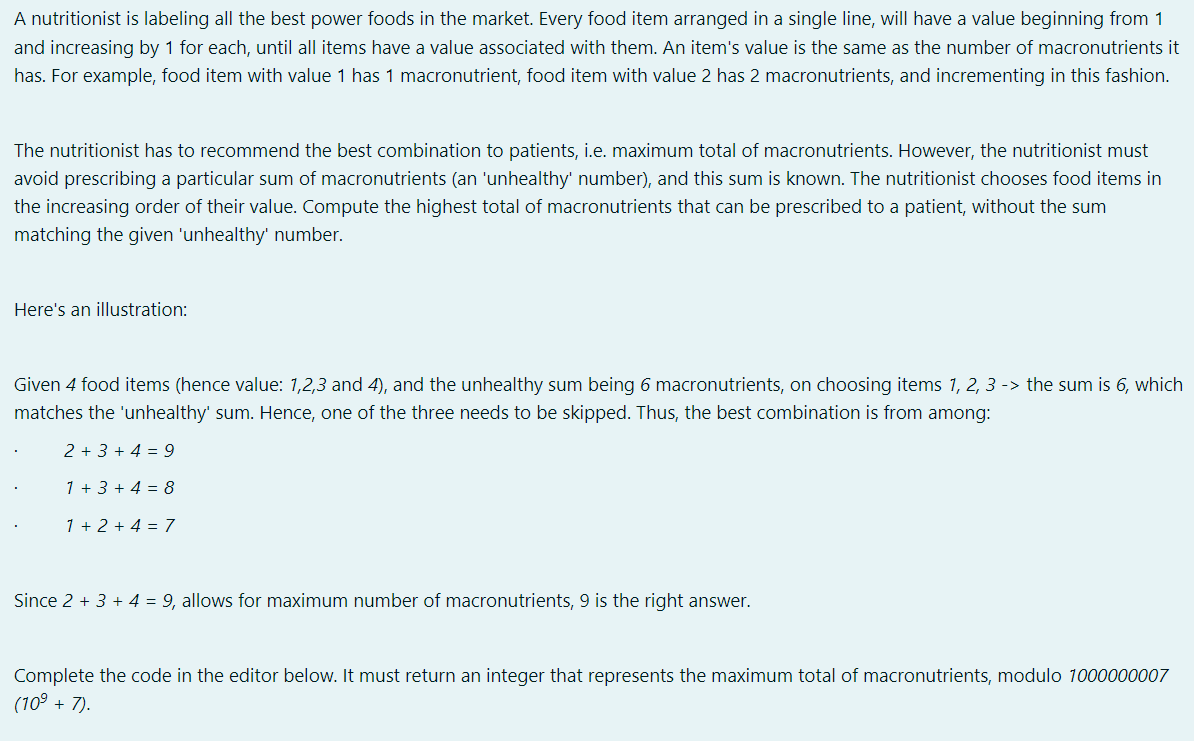 A nutritionist is labeling all the best power foods in the market. Every food item arranged in a single line, will have a value beginning from 1
and increasing by 1 for each, until all items have a value associated with them. An item's value is the same as the number of macronutrients it
has. For example, food item with value 1 has 1 macronutrient, food item with value 2 has 2 macronutrients, and incrementing in this fashion.
The nutritionist has to recommend the best combination to patients, i.e. maximum total of macronutrients. However, the nutritionist must
avoid prescribing a particular sum of macronutrients (an 'unhealthy' number), and this sum is known. The nutritionist chooses food items in
the increasing order of their value. Compute the highest total of macronutrients that can be prescribed to a patient, without the sum
matching the given 'unhealthy' number.
Here's an illustration:
Given 4 food items (hence value: 1,2,3 and 4), and the unhealthy sum being 6 macronutrients, on choosing items 1, 2, 3 -> the sum is 6, which
matches the 'unhealthy' sum. Hence, one of the three needs to be skipped. Thus, the best combination is from among:
· 2 + 3 + 4 = 9
· 1 + 3 + 4 = 8
· 1 + 2 + 4 = 7
Since 2 + 3 + 4 = 9, allows for maximum number of macronutrients, 9 is the right answer.
Complete the code in the editor below. It must return an integer that represents the maximum total of macronutrients, modulo 1000000007
(10⁹ + 7).